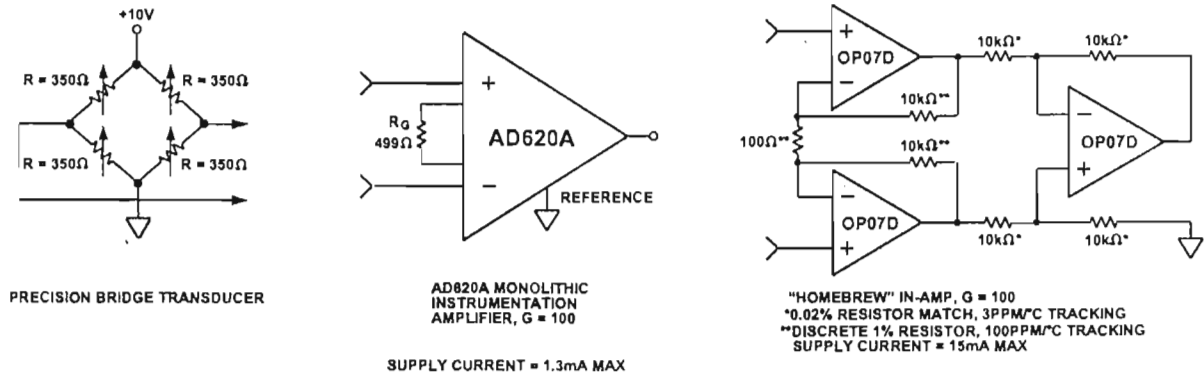 +10V
R = 350Ω
R = 350Ω
R = 350Ω
R = 350Ω
PRECISION BRIDGE TRANSDUCER
+
RG
499Ω
AD620A
−
REFERENCE
AD620A MONOLITHIC
INSTRUMENTATION
AMPLIFIER, G = 100
SUPPLY CURRENT = 1.3mA MAX
+
OP07D
−
10kΩ*
10kΩ*
10kΩ**
100Ω**
10kΩ**
−
OP07D
+
−
OP07D
+
10kΩ*
10kΩ*
"HOMEBREW" IN-AMP, G = 100
*0.02% RESISTOR MATCH, 3PPM/°C TRACKING
**DISCRETE 1% RESISTOR, 100PPM/°C TRACKING
SUPPLY CURRENT = 15mA MAX